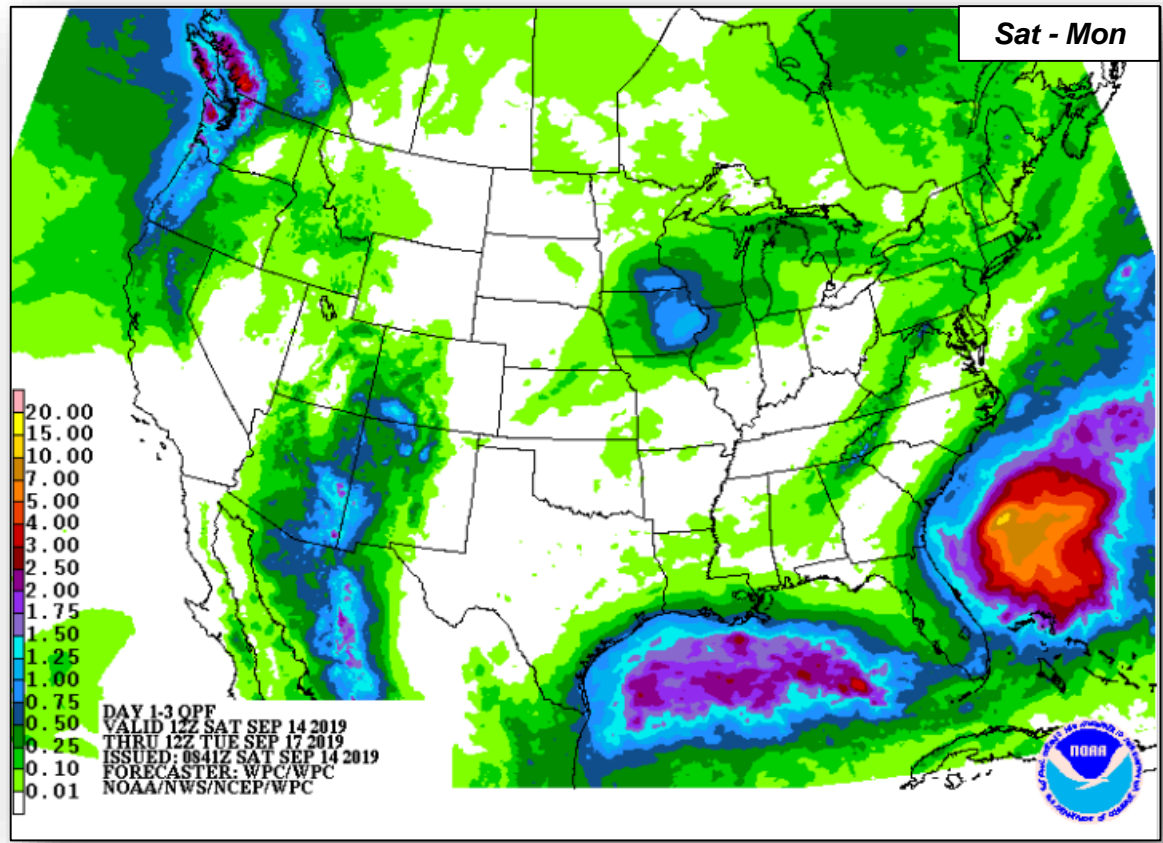 Sat - Mon
20.00
15.00
10.00
7.00
5.00
4.00
3.00
2.50
2.00
1.75
1.50
1.25
1.00
0.75
0.50
0.25
0.10
0.01
DAY 1-3 QPF
VALID 12Z SAT SEP 14 2019
THRU 12Z TUE SEP 17 2019
ISSUED: 0841Z SAT SEP 14 2019
FORECASTER: WPC/WPC
NOAA/NWS/NCEP/WPC
NOAA